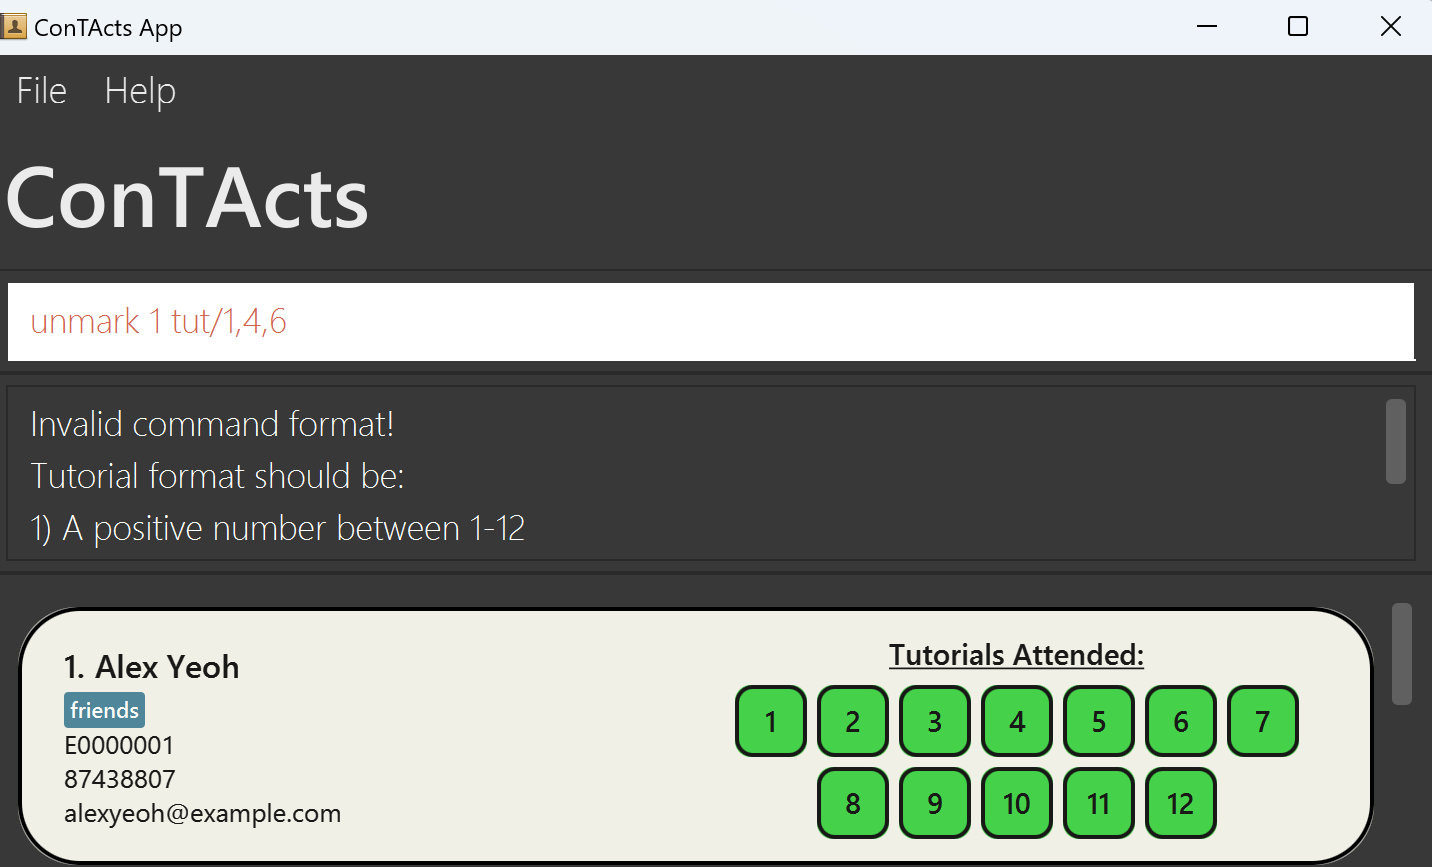 ConTActs App
File Help
ConTActs
unmark 1 tut/1,4,6
Invalid command format!
Tutorial format should be:
1) A positive number between 1-12
1. Alex Yeoh
friends
E0000001
87438807
alexyeoh@example.com
Tutorials Attended:
1 2 3 4 5 6 7
8 9 10 11 12